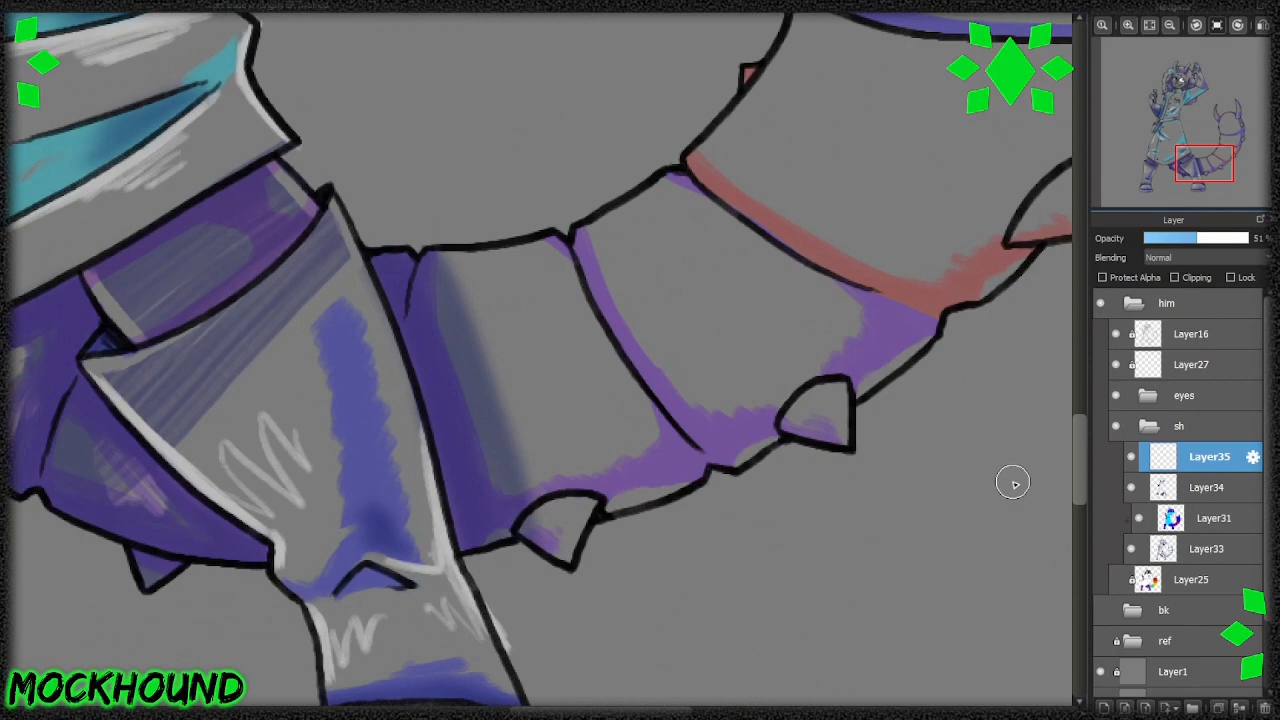 Layer
Opacity 51 %
Blending Normal
Protect Alpha Clipping Lock
him
Layer16
Layer27
eyes
sh
Layer35
Layer34
Layer31
Layer33
Layer25
bk
ref
Layer1
MOCKHOUND